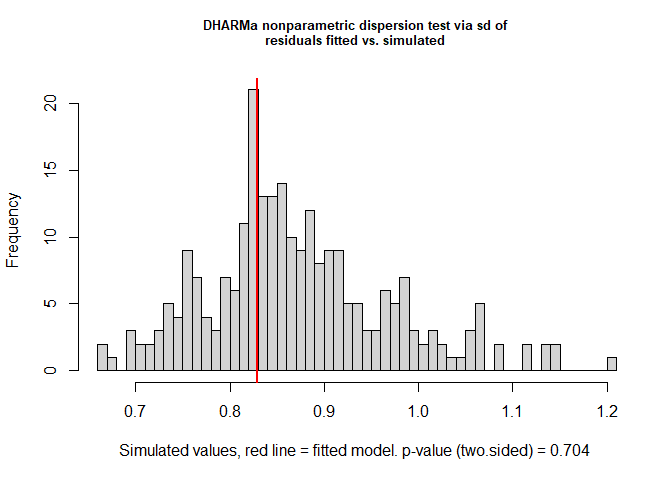 DHARMa nonparametric dispersion test via sd of
residuals fitted vs. simulated
Frequency
20
15
10
5
0
0.7 0.8 0.9 1.0 1.1 1.2
Simulated values, red line = fitted model. p-value (two.sided) = 0.704